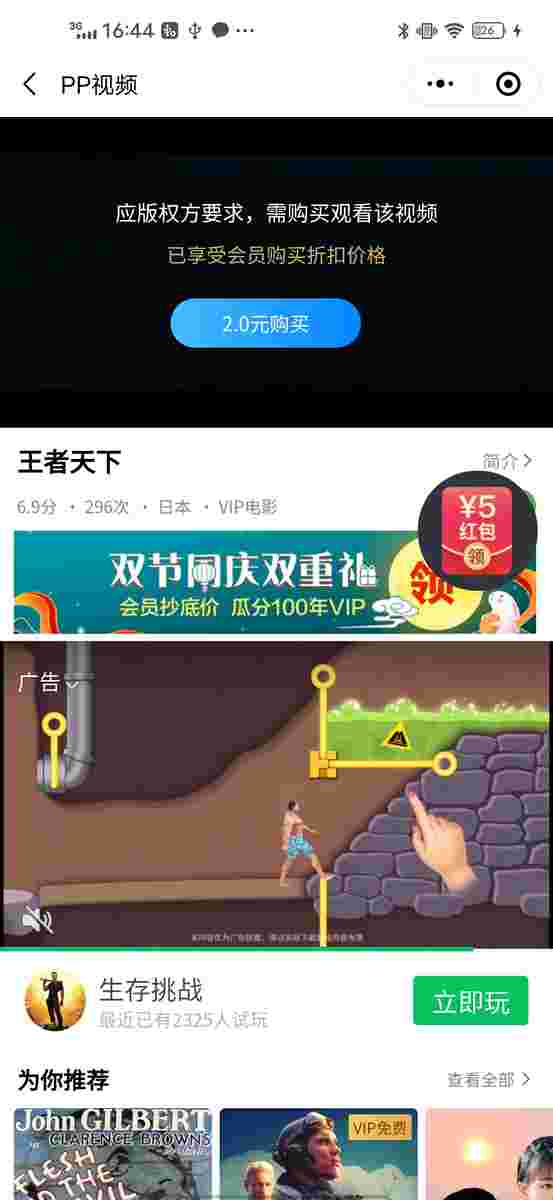 3G 16:44 26
PP视频
应版权方要求，需购买观看该视频
已享受会员购买折扣价格
2.0元购买
王者天下
简介
6.9分 · 296次 · 日本 · VIP电影
¥5
红包
领
双节同庆双重礼
领
会员抄底价 瓜分100年VIP
广告
生存挑战
最近已有2325人试玩
立即玩
为你推荐
查看全部
John GILBERT
CLARENCE BROWN'S
FLESH
VIP免费